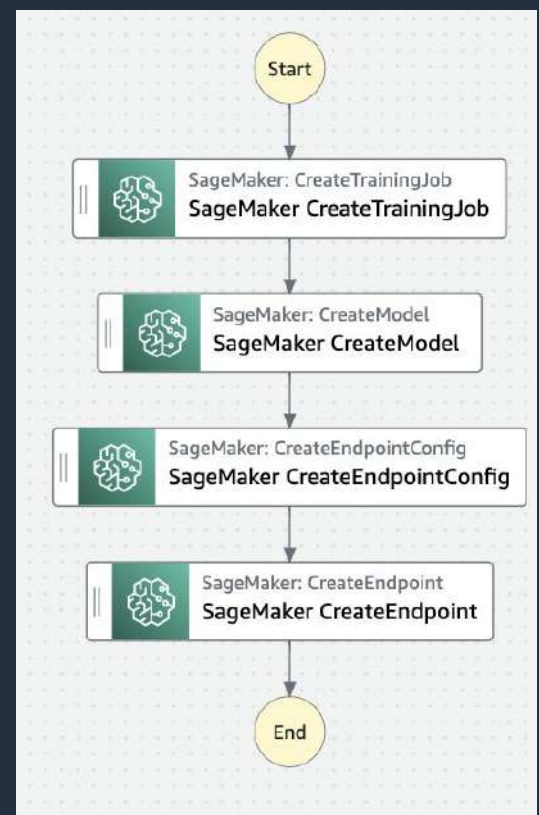 Start
SageMaker: CreateTrainingJob
SageMaker CreateTrainingJob
SageMaker: CreateModel
SageMaker CreateModel
SageMaker: CreateEndpointConfig
SageMaker CreateEndpointConfig
SageMaker: CreateEndpoint
SageMaker CreateEndpoint
End